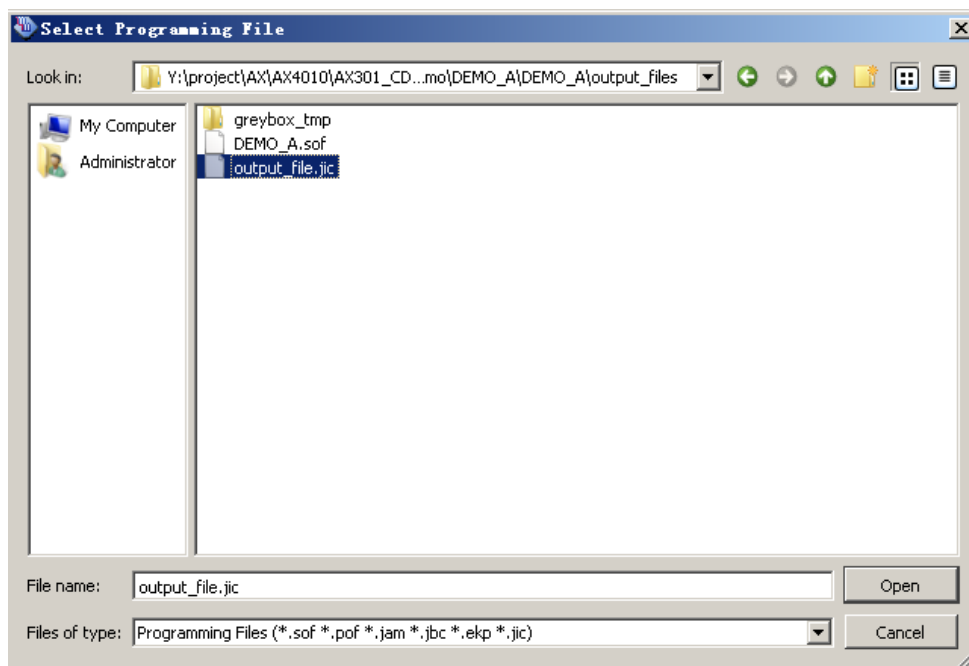 Select Programming File
Look in:
Y:\project\AX\AX4010\AX301_CD...mo\DEMO_A\DEMO_A\output_files
My Computer
Administrator
greybox_tmp
DEMO_A.sof
output_file.jic
File name:
output_file.jic
Open
Files of type:
Programming Files (*.sof *.pof *.jam *.jbc *.ekp *.jic)
Cancel